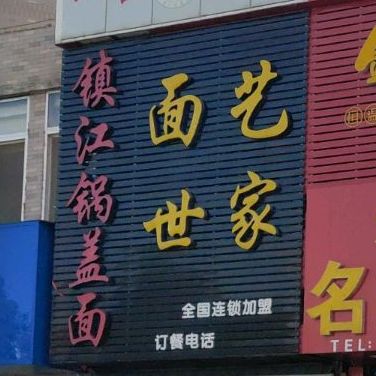 镇江锅盖面
面艺
世家
全国连锁加盟
订餐电话
名
TEL: